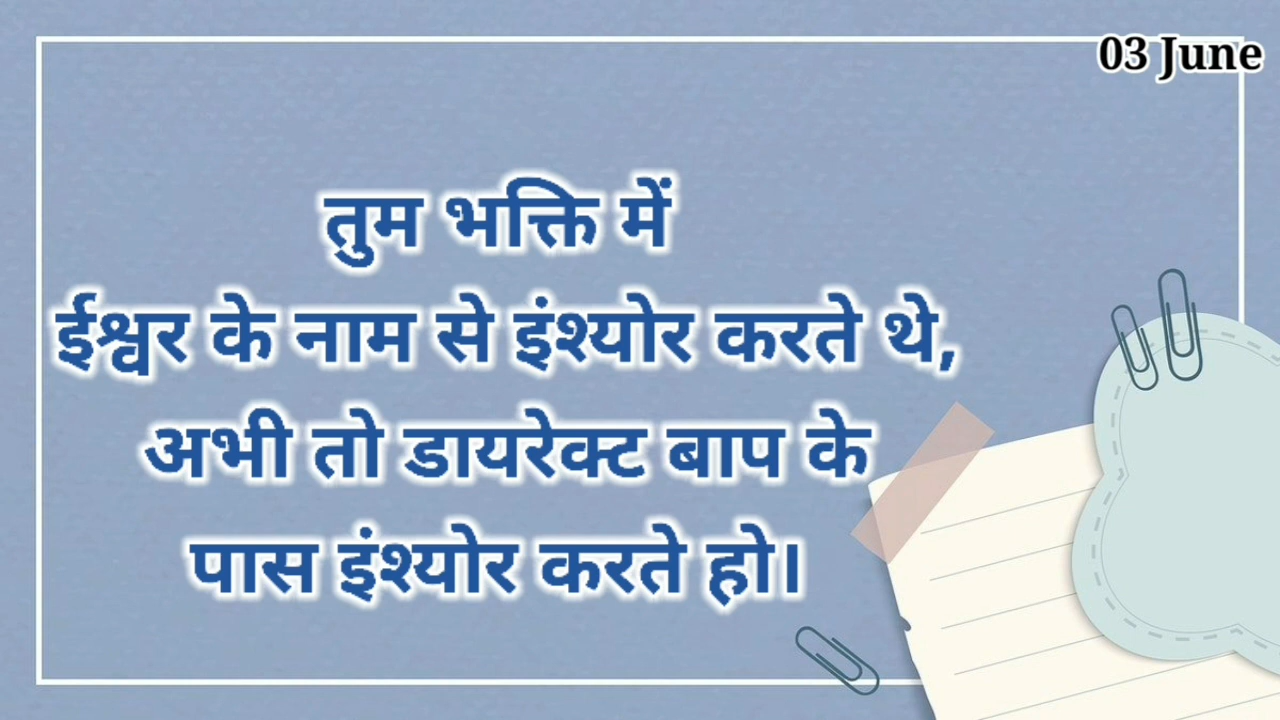 03 June
तुम भक्ति में
ईश्वर के नाम से इंश्योर करते थे,
अभी तो डायरेक्ट बाप के
पास इंश्योर करते हो।